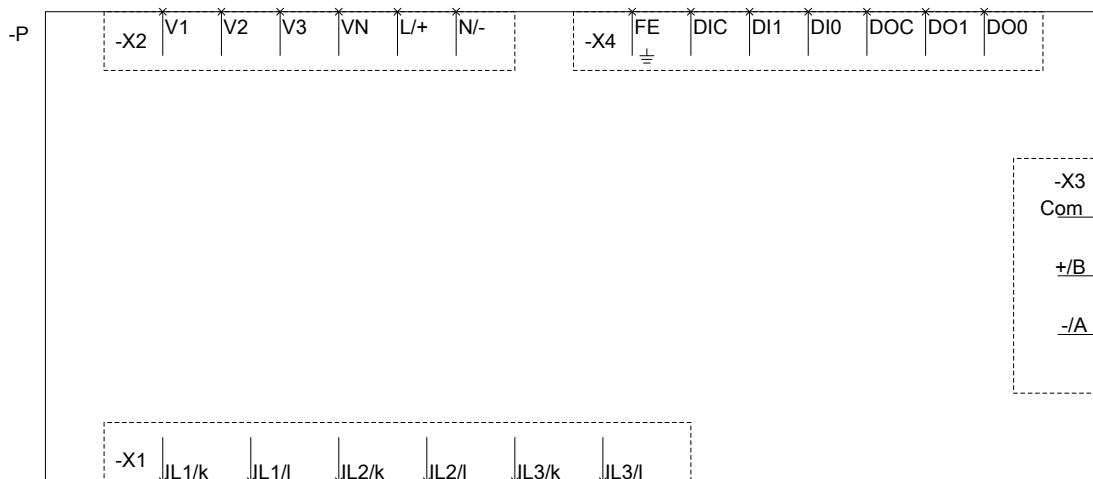 -P
-X2 V1 V2 V3 VN L/+ N/-
-X4 FE DIC DI1 DI0 DOC DO1 DO0
-X3
Com
+/B
-/A
-X1 IL1/k IL1/l IL2/k IL2/l IL3/k IL3/l